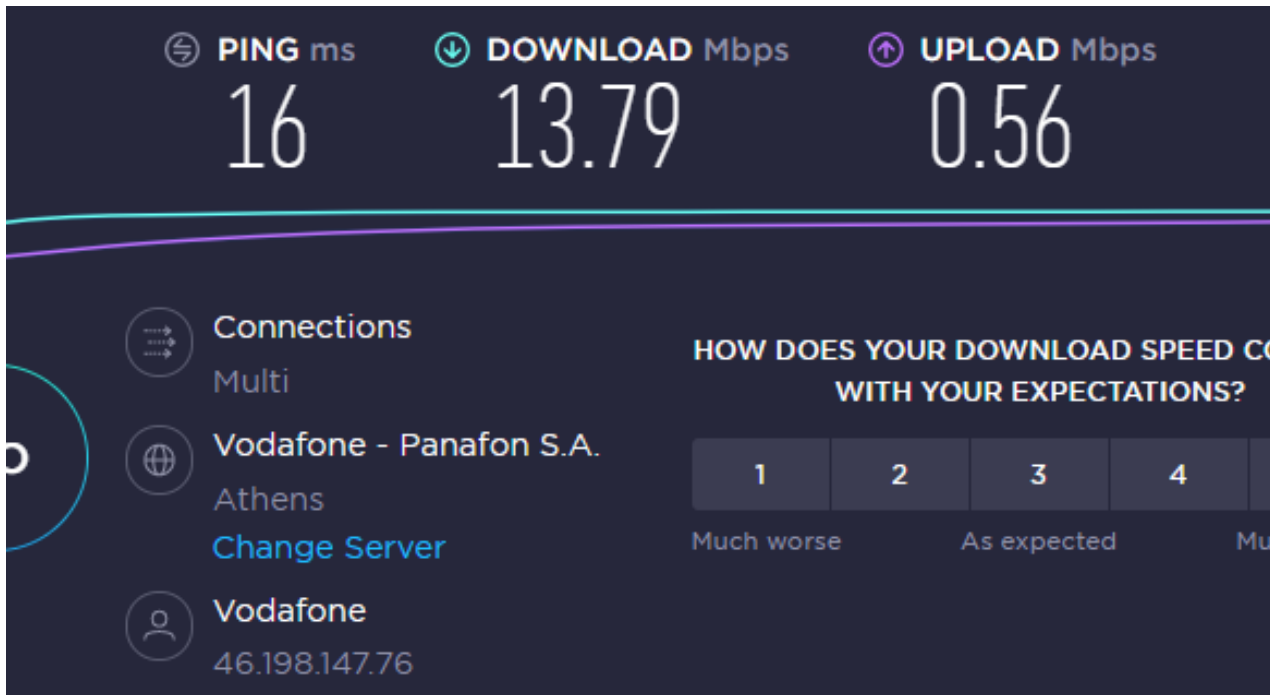 PING ms
16
DOWNLOAD Mbps
13.79
UPLOAD Mbps
0.56
Connections
Multi
Vodafone - Panafon S.A.
Athens
Change Server
Vodafone
46.198.147.76
HOW DOES YOUR DOWNLOAD SPEED
WITH YOUR EXPECTATIONS?
1 2 3 4
Much worse As expected